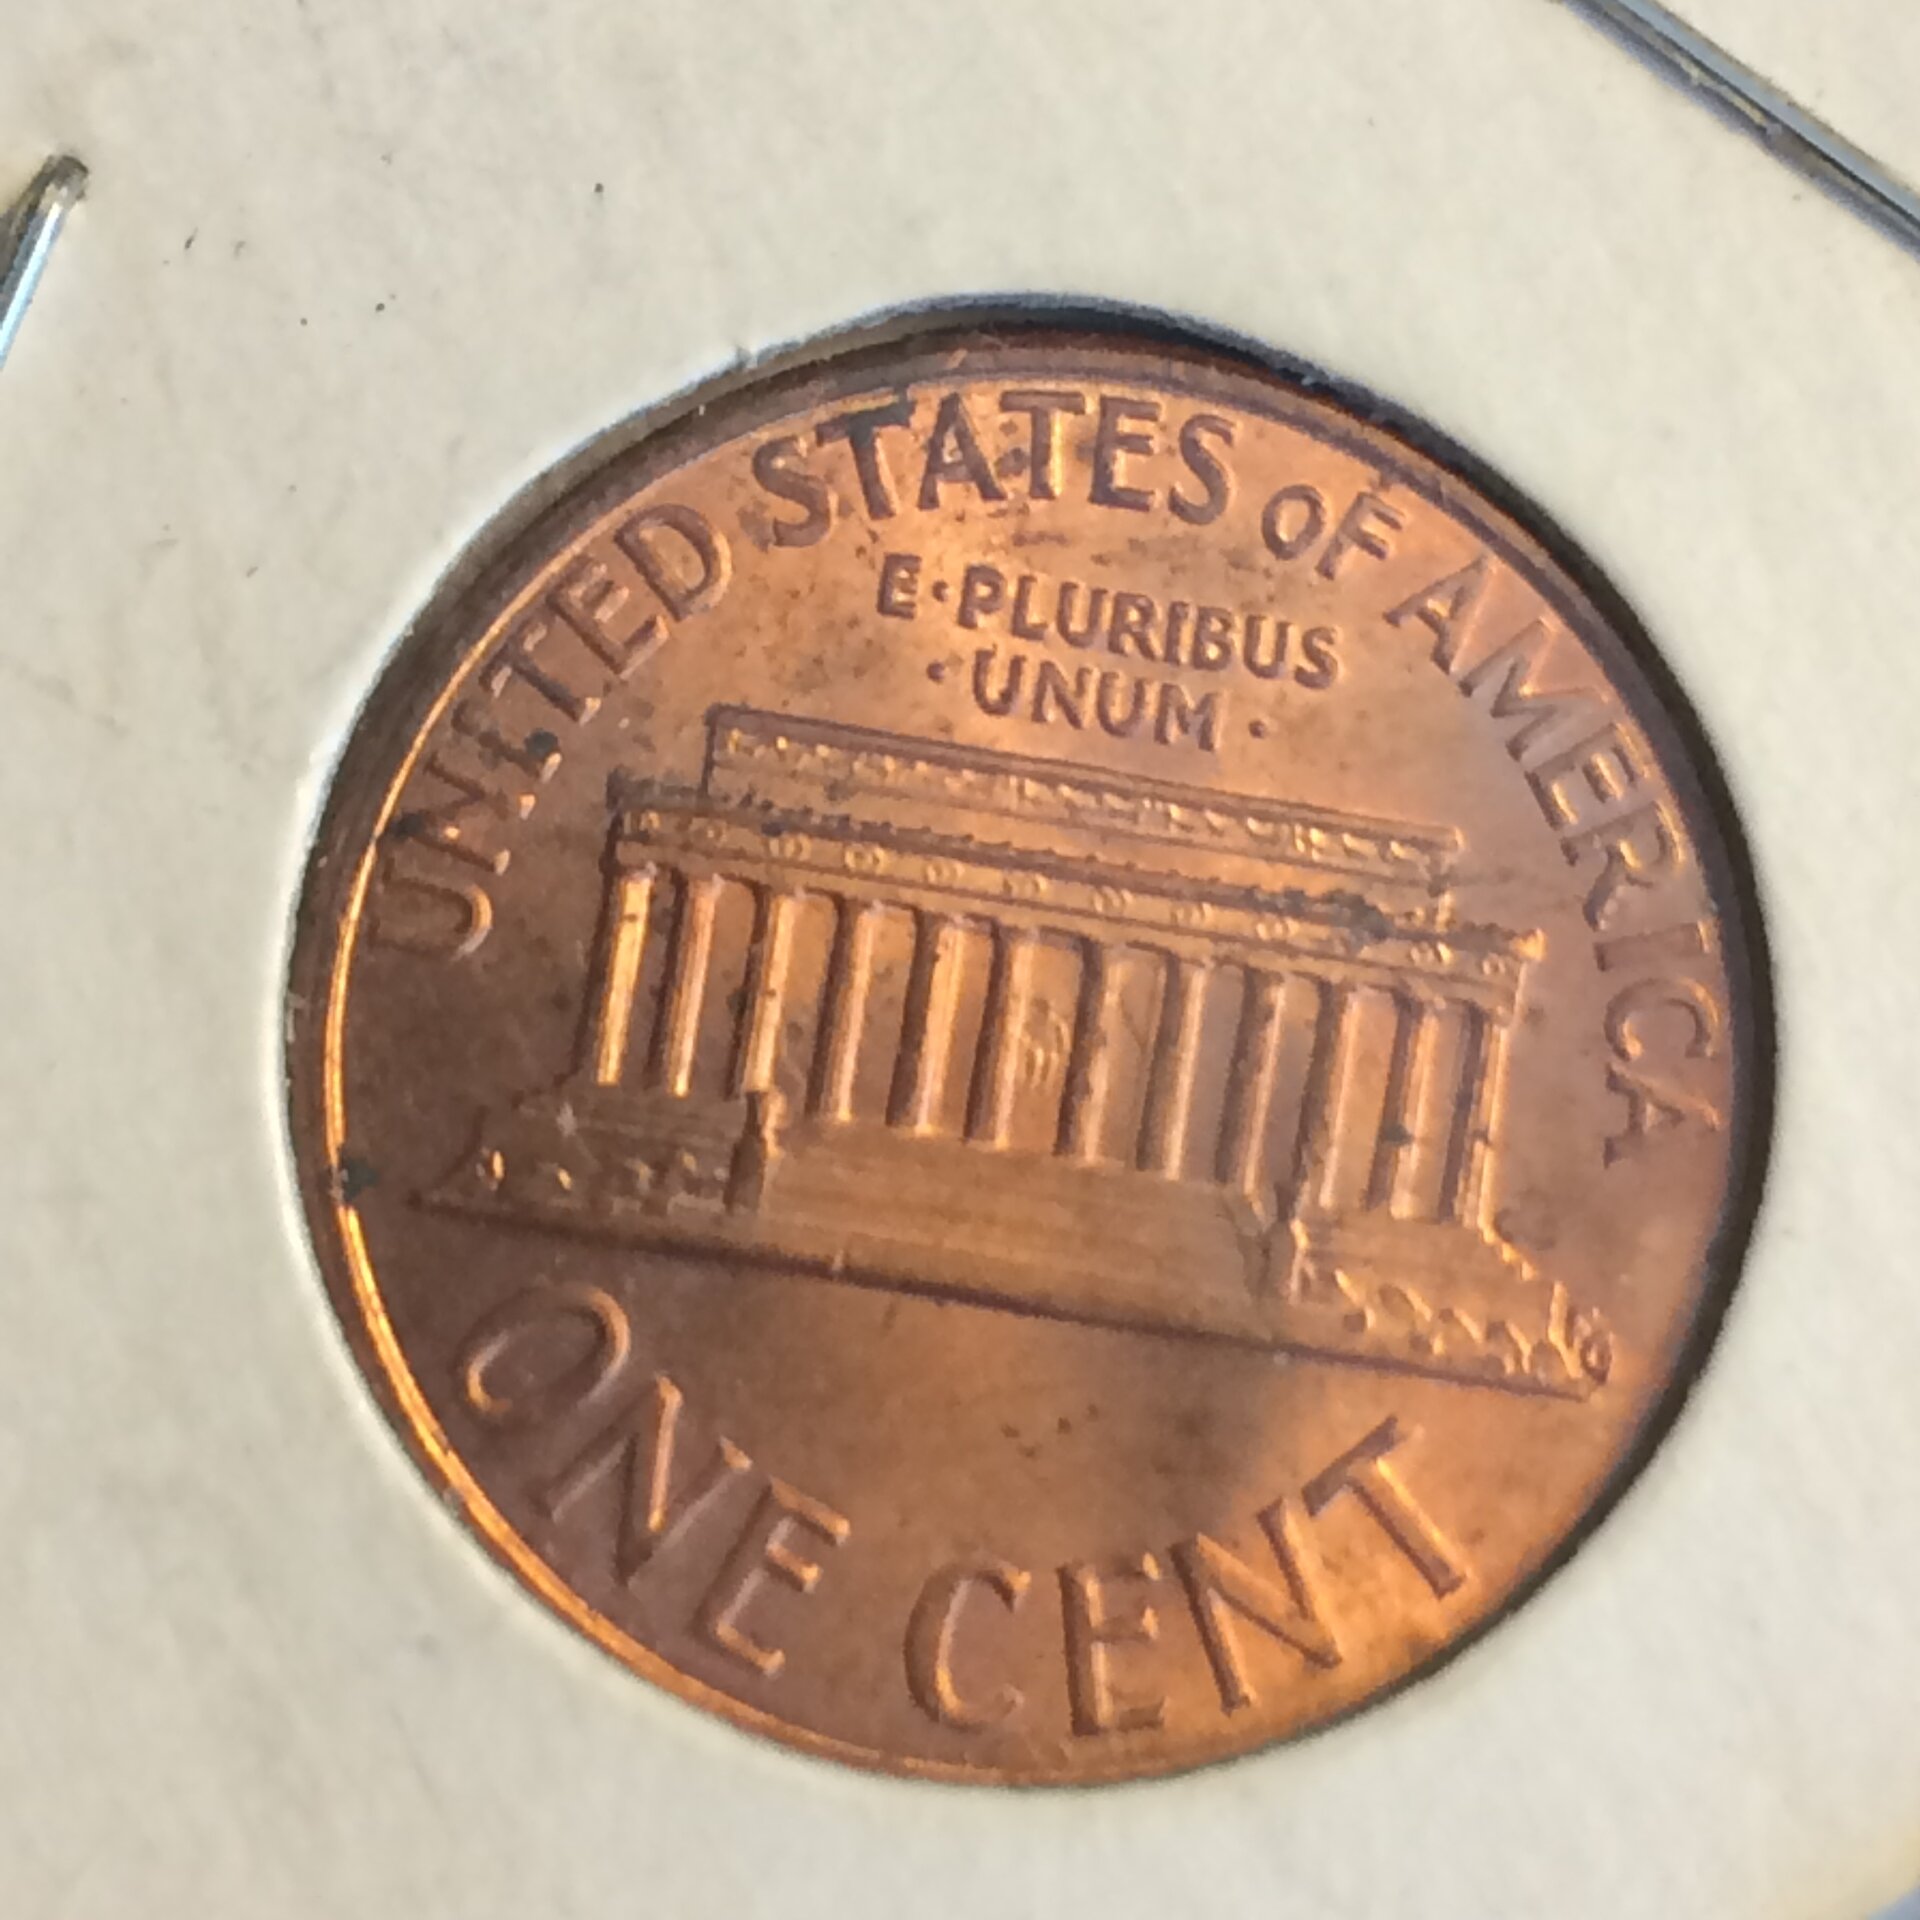 UNITED STATES OF AMERICA
E·PLURIBUS
·UNUM·
ONE CENT